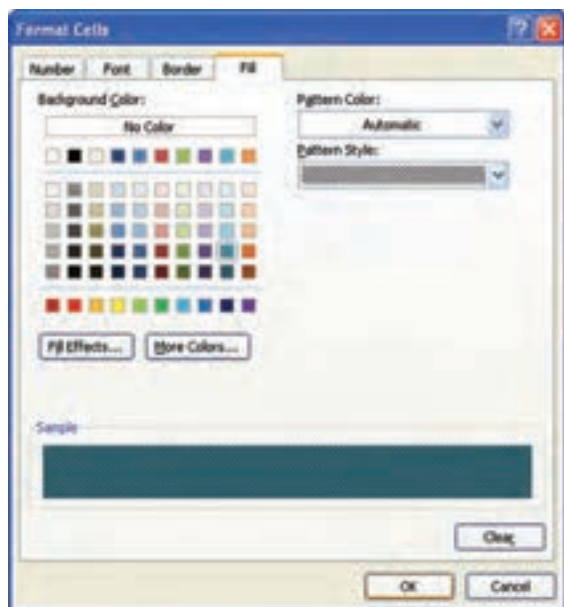 Format Cells
Number Font Border Fill
Background Color:
No Color
Pattern Color:
Automatic
Pattern Style:
Fill Effects...
More Colors...
Sample
Clear
OK
Cancel